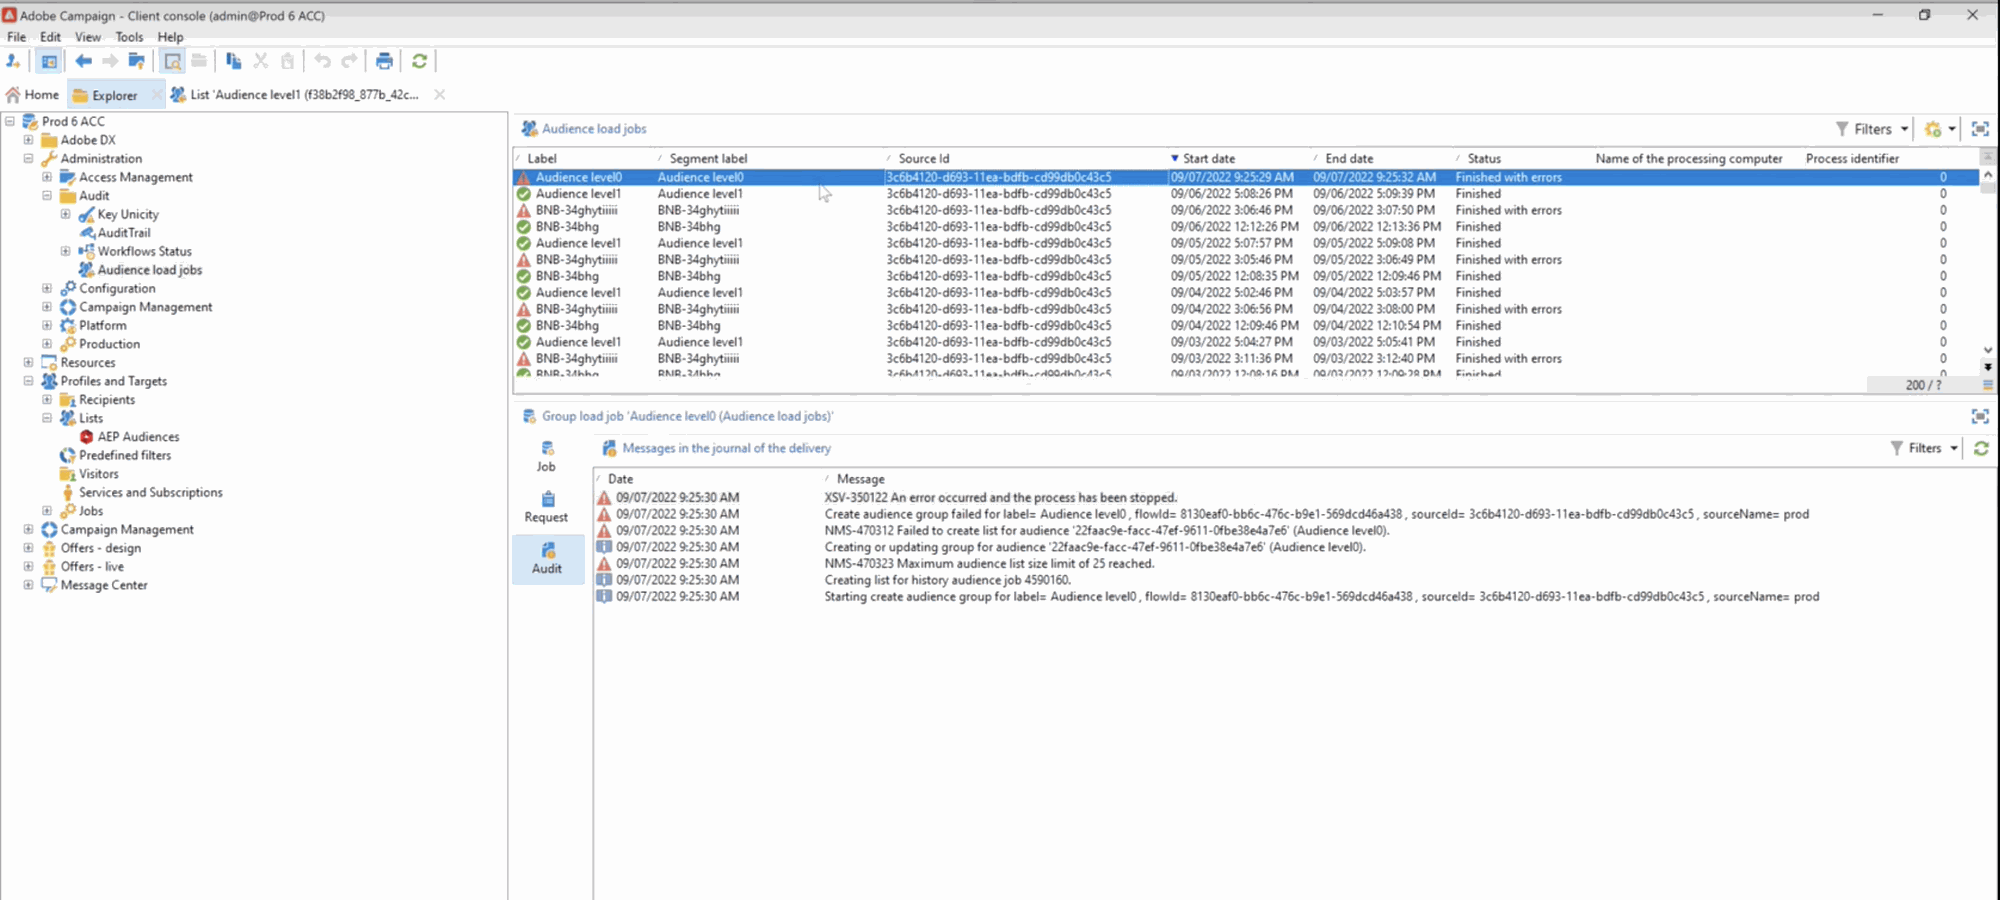 Adobe Campaign - Client console (admin@Prod 6 ACC)
File Edit View Tools Help
Home Explorer List 'Audience level1 (f38b2f98_877b_42c...
Prod 6 ACC
Adobe DX
Administration
Access Management
Audit
Key Unicity
AuditTrail
Workflows Status
Audience load jobs
Configuration
Campaign Management
Platform
Production
Resources
Profiles and Targets
Recipients
Lists
AEP Audiences
Predefined filters
Visitors
Services and Subscriptions
Jobs
Campaign Management
Offers - design
Offers - live
Message Center
Audience load jobs Filters
Label Segment label Source Id Start date End date Status Name of the processing computer Process identifier
Audience level0 Audience level0 3c6b4120-d693-11ea-bdfb-cd99db0c43c5 09/07/2022 9:25:29 AM 09/07/2022 9:25:32 AM Finished with errors 0
Audience level1 Audience level1 3c6b4120-d693-11ea-bdfb-cd99db0c43c5 09/06/2022 5:08:26 PM 09/06/2022 5:09:39 PM Finished 0
BNB-34ghytiiiii BNB-34ghytiiiii 3c6b4120-d693-11ea-bdfb-cd99db0c43c5 09/06/2022 3:06:46 PM 09/06/2022 3:07:50 PM Finished with errors 0
BNB-34bhg BNB-34bhg 3c6b4120-d693-11ea-bdfb-cd99db0c43c5 09/06/2022 12:12:26 PM 09/06/2022 12:13:36 PM Finished 0
Audience level1 Audience level1 3c6b4120-d693-11ea-bdfb-cd99db0c43c5 09/05/2022 5:07:57 PM 09/05/2022 5:09:08 PM Finished 0
BNB-34ghytiiiii BNB-34ghytiiiii 3c6b4120-d693-11ea-bdfb-cd99db0c43c5 09/05/2022 3:05:46 PM 09/05/2022 3:06:49 PM Finished with errors 0
BNB-34bhg BNB-34bhg 3c6b4120-d693-11ea-bdfb-cd99db0c43c5 09/05/2022 12:08:35 PM 09/05/2022 12:09:46 PM Finished 0
Audience level1 Audience level1 3c6b4120-d693-11ea-bdfb-cd99db0c43c5 09/04/2022 5:02:46 PM 09/04/2022 5:03:57 PM Finished 0
BNB-34ghytiiiii BNB-34ghytiiiii 3c6b4120-d693-11ea-bdfb-cd99db0c43c5 09/04/2022 3:06:56 PM 09/04/2022 3:08:00 PM Finished with errors 0
BNB-34bhg BNB-34bhg 3c6b4120-d693-11ea-bdfb-cd99db0c43c5 09/04/2022 12:09:46 PM 09/04/2022 12:10:54 PM Finished 0
Audience level1 Audience level1 3c6b4120-d693-11ea-bdfb-cd99db0c43c5 09/03/2022 5:04:27 PM 09/03/2022 5:05:41 PM Finished 0
BNB-34ghytiiiii BNB-34ghytiiiii 3c6b4120-d693-11ea-bdfb-cd99db0c43c5 09/03/2022 3:11:36 PM 09/03/2022 3:12:40 PM Finished with errors 0
BNB-34bhg BNB-34bhg 3c6b4120-d693-11ea-bdfb-cd99db0c43c5 09/03/2022 12:08:16 PM 09/03/2022 12:09:28 PM Finished 0
200 / ?
Group load job 'Audience level0 (Audience load jobs)'
Job
Request
Audit
Messages in the journal of the delivery Filters
Date Message
09/07/2022 9:25:30 AM XSV-350122 An error occurred and the process has been stopped.
09/07/2022 9:25:30 AM Create audience group failed for label= Audience level0 , flowId= 8130eaf0-bb6c-476c-b9e1-569dcd46a438 , sourceId= 3c6b4120-d693-11ea-bdfb-cd99db0c43c5 , sourceName= prod
09/07/2022 9:25:30 AM NMS-470312 Failed to create list for audience '22faac9e-facc-47ef-9611-0fbe38e4a7e6' (Audience level0).
09/07/2022 9:25:30 AM Creating or updating group for audience '22faac9e-facc-47ef-9611-0fbe38e4a7e6' (Audience level0).
09/07/2022 9:25:30 AM NMS-470323 Maximum audience list size limit of 25 reached.
09/07/2022 9:25:30 AM Creating list for history audience job 4590160.
09/07/2022 9:25:30 AM Starting create audience group for label= Audience level0 , flowId= 8130eaf0-bb6c-476c-b9e1-569dcd46a438 , sourceId= 3c6b4120-d693-11ea-bdfb-cd99db0c43c5 , sourceName= prod